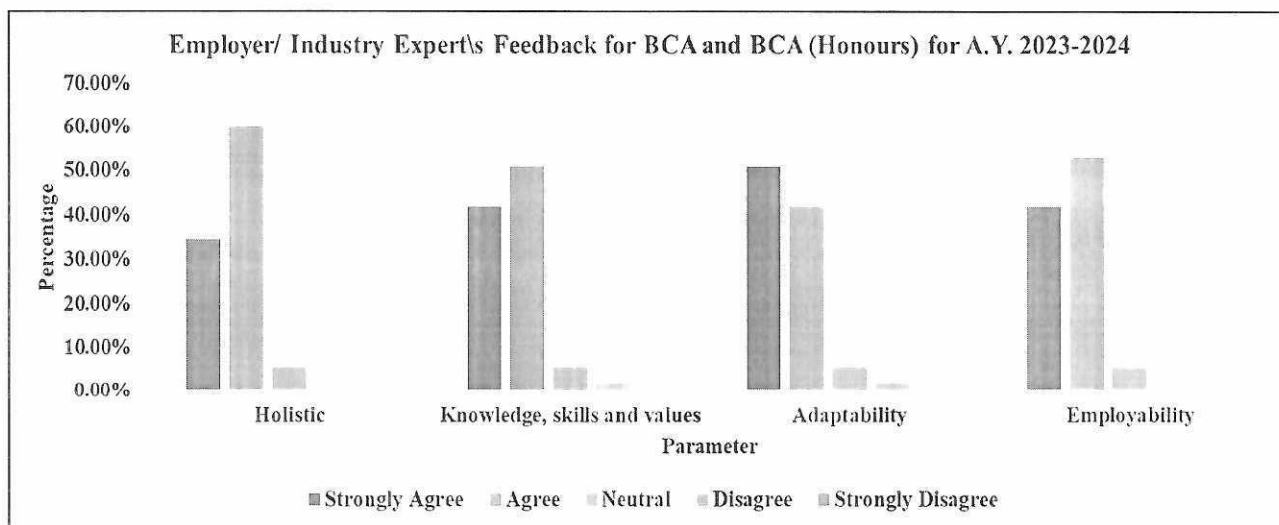 Employer/ Industry Expert\s Feedback for BCA and BCA (Honours) for A.Y. 2023-2024
70.00%
60.00%
50.00%
40.00%
30.00%
20.00%
10.00%
0.00%
Percentage
Holistic Knowledge, skills and values Adaptability Employability
Parameter
Strongly Agree Agree Neutral Disagree Strongly Disagree